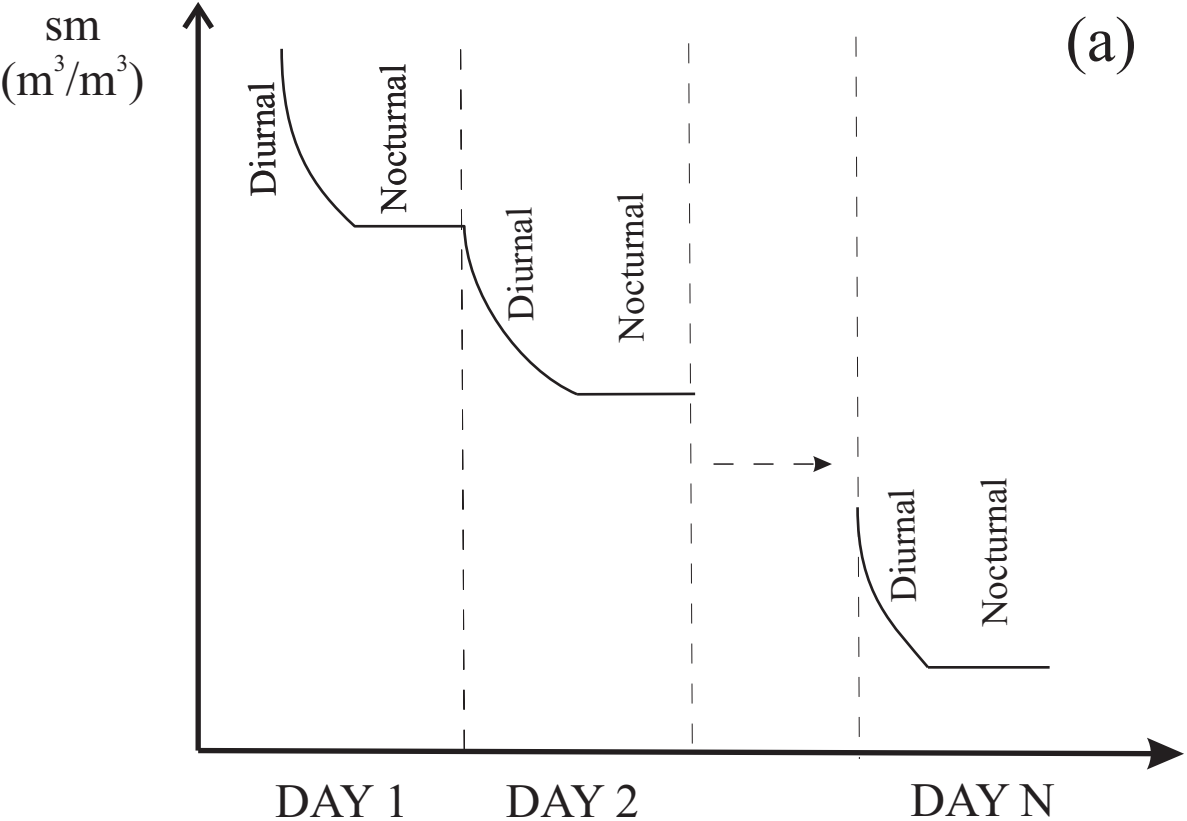 sm
(m³/m³)
(a)
Diurnal
Nocturnal
Diurnal
Nocturnal
Diurnal
Nocturnal
DAY 1
DAY 2
DAY N